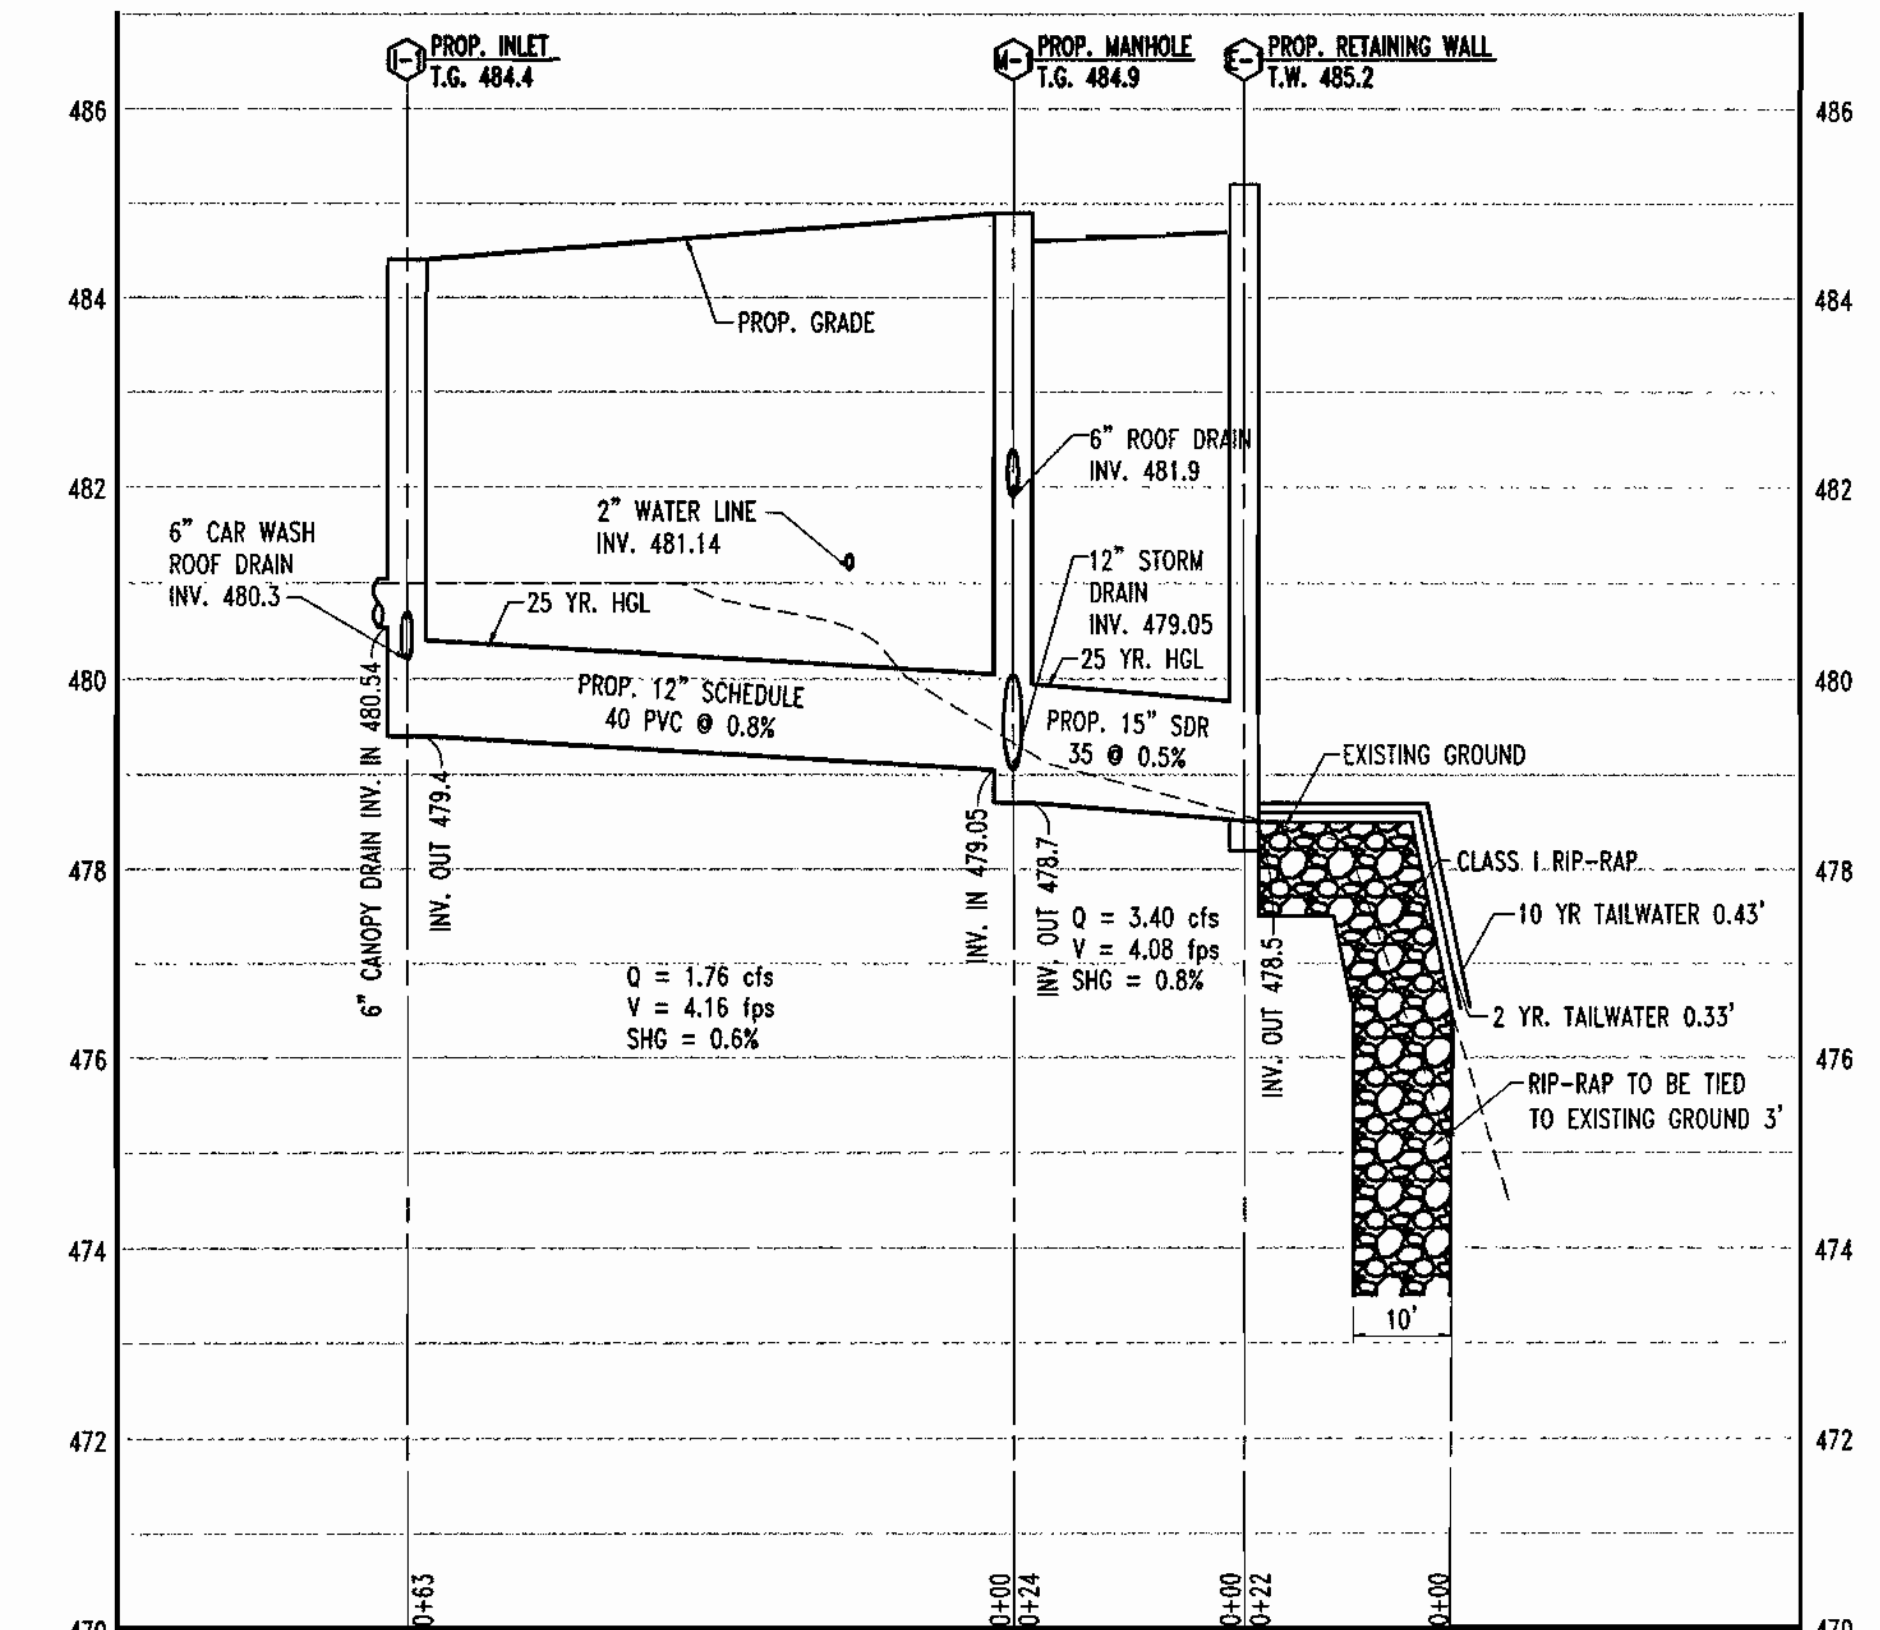 I-1 PROP. INLET
T.G. 484.4
M-1 PROP. MANHOLE
T.G. 484.9
E- PROP. RETAINING WALL
T.W. 485.2
486
486
484
484
PROP. GRADE
6" ROOF DRAIN
INV. 481.9
482
482
2" WATER LINE
INV. 481.14
6" CAR WASH
ROOF DRAIN
INV. 480.3
12" STORM
DRAIN
INV. 479.05
25 YR. HGL
25 YR. HGL
480
480
PROP. 12" SCHEDULE
40 PVC @ 0.8%
PROP. 15" SDR
35 @ 0.5%
EXISTING GROUND
6" CANOPY DRAIN INV. IN 480.54
INV. OUT 479.4
INV. IN 479.05
INV. OUT 478.7
INV. OUT 478.5
478
478
CLASS I RIP-RAP
10 YR TAILWATER 0.43'
Q = 3.40 cfs
V = 4.08 fps
SHG = 0.8%
Q = 1.76 cfs
V = 4.16 fps
SHG = 0.6%
2 YR. TAILWATER 0.33'
476
476
RIP-RAP TO BE TIED
TO EXISTING GROUND 3'
474
474
10'
472
472
0+63
0+00
0+24
0+00
0+22
0+00
470
470